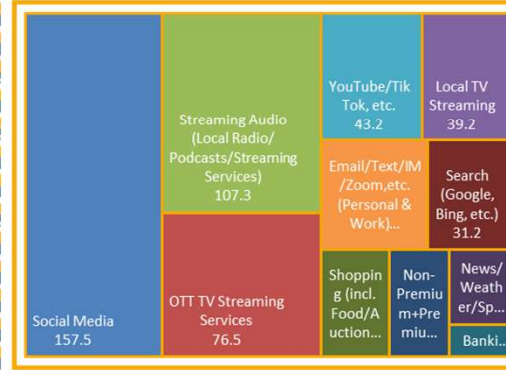 Social Media
157.5
Streaming Audio
(Local Radio/
Podcasts/Streaming
Services)
107.3
OTT TV Streaming
Services
76.5
YouTube/Tik
Tok, etc.
43.2
Local TV
Streaming
39.2
Email/Text/IM
/Zoom,etc.
(Personal &
Work)...
Search
(Google,
Bing, etc.)
31.2
Shoppin
g (incl.
Food/A
uction...
Non-
Premiu
m+Pre
miu...
News/
Weath
er/Sp...
Banki...